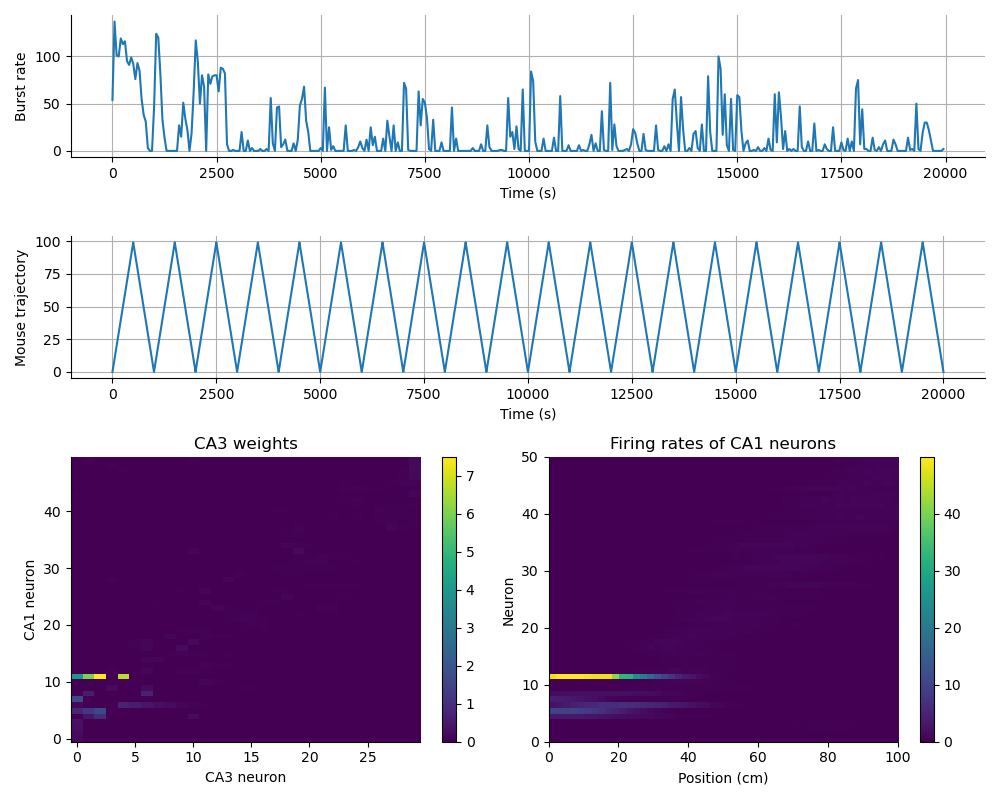 Burst rate
100
50
0
0 2500 5000 7500 10000 12500 15000 17500 20000
Time (s)
Mouse trajectory
100
75
50
25
0
0 2500 5000 7500 10000 12500 15000 17500 20000
Time (s)
CA3 weights
CA1 neuron
40
30
20
10
0
0 5 10 15 20 25
CA3 neuron
7
6
5
4
3
2
1
0
Firing rates of CA1 neurons
Neuron
50
40
30
20
10
0
0 20 40 60 80 100
Position (cm)
40
30
20
10
0